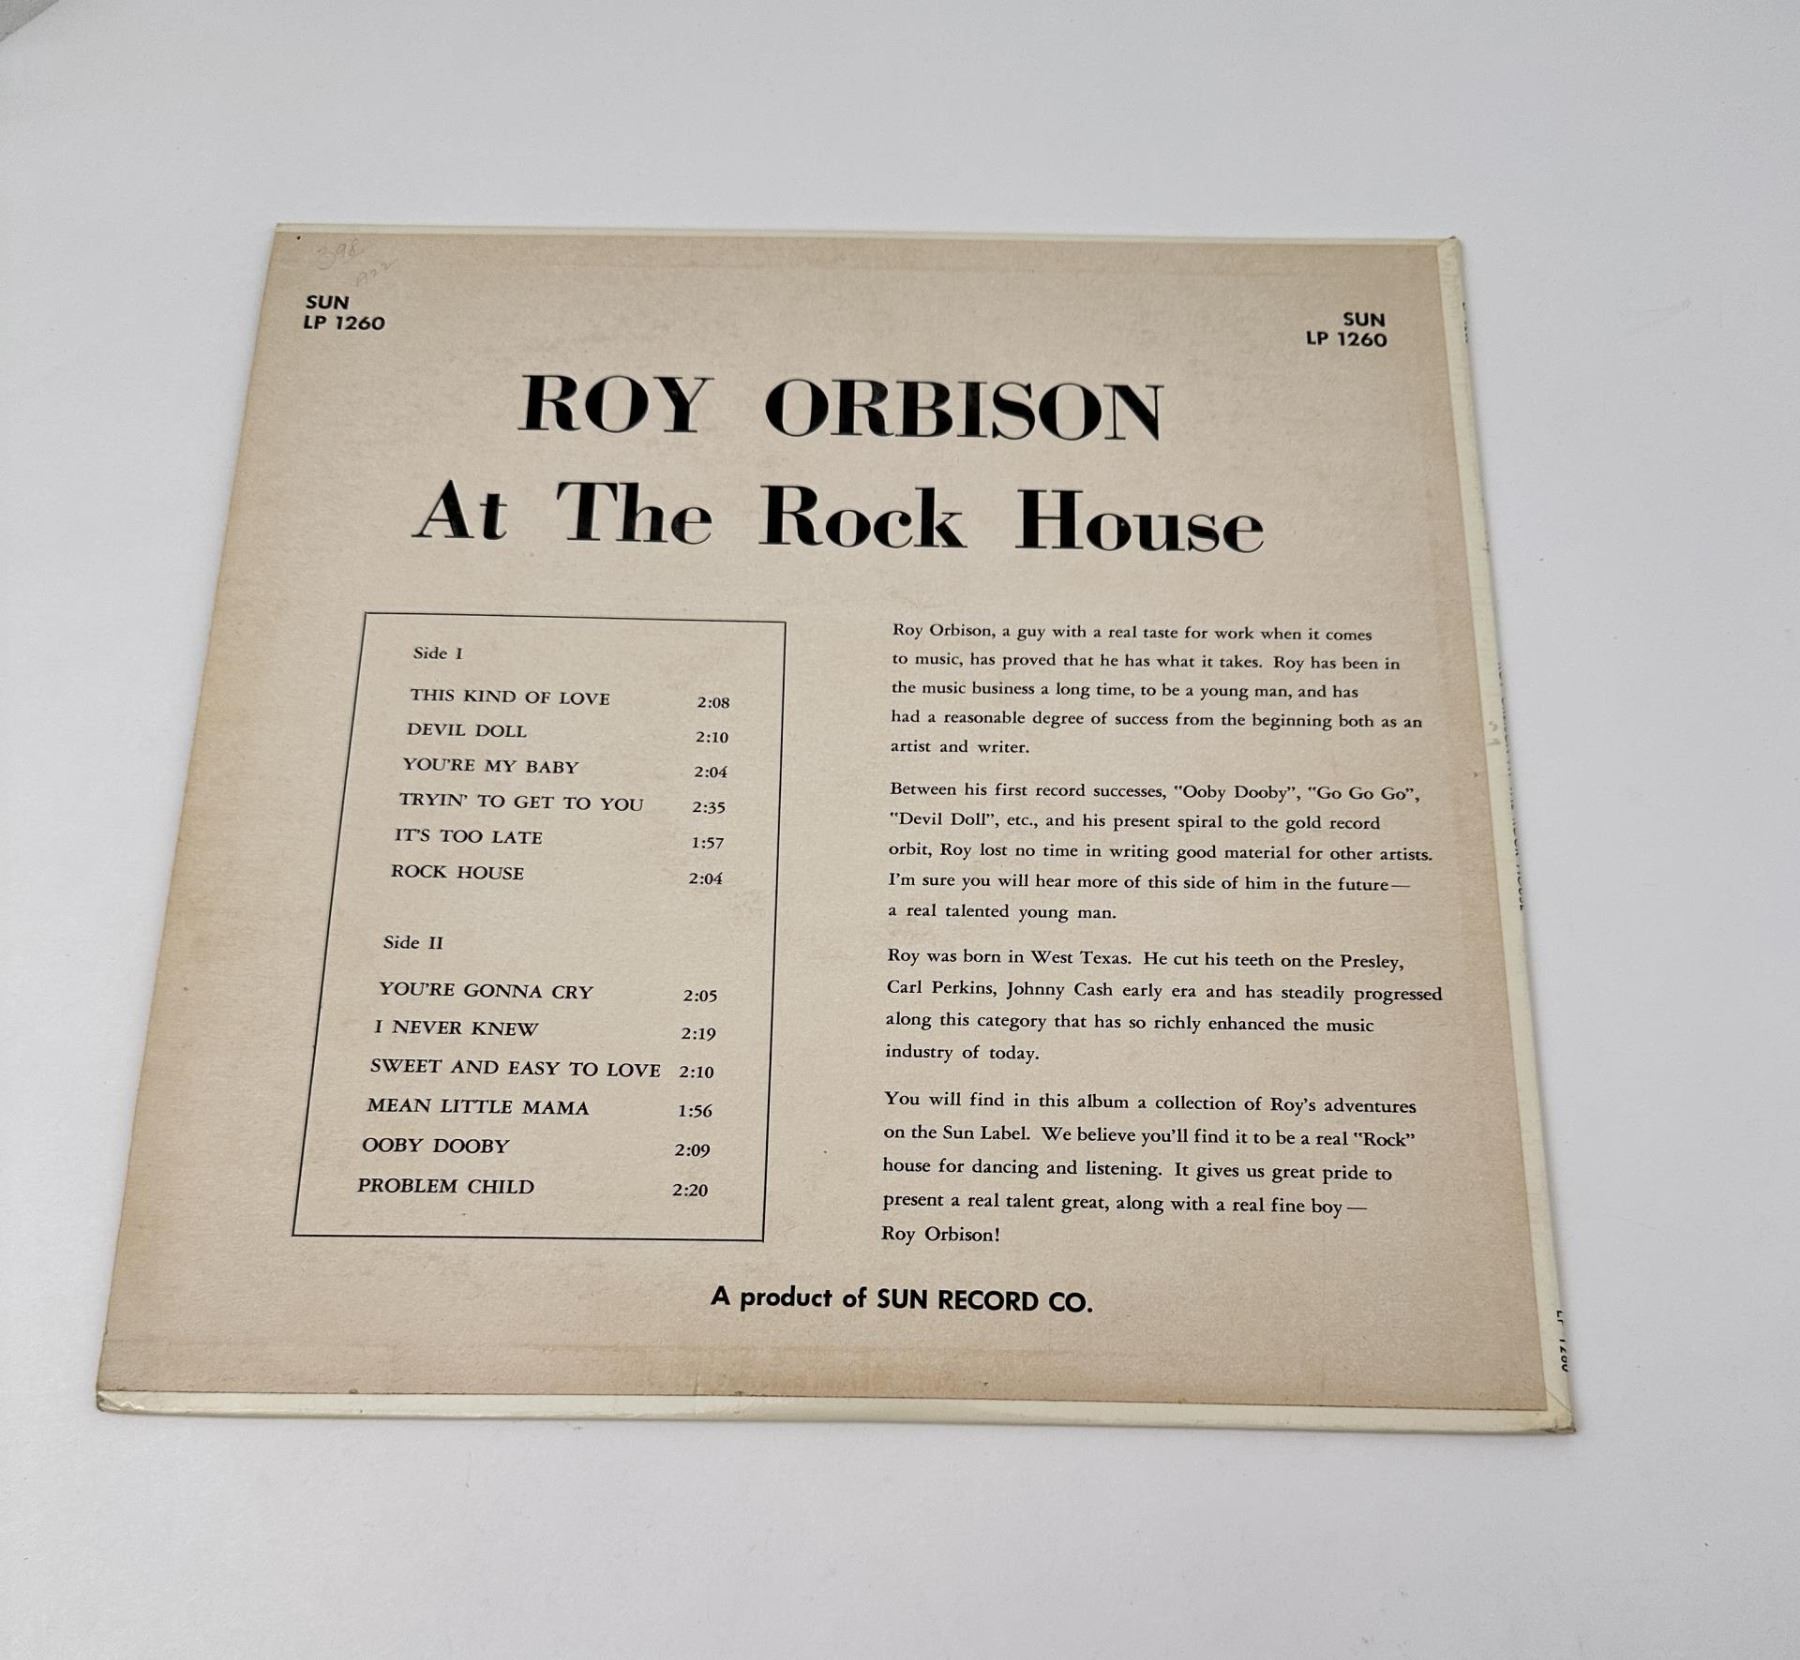 398
SUN
LP 1260
SUN
LP 1260
ROY ORBISON
At The Rock House
Side I
THIS KIND OF LOVE 2:08
DEVIL DOLL 2:10
YOU'RE MY BABY 2:04
TRYIN' TO GET TO YOU 2:35
IT'S TOO LATE 1:57
ROCK HOUSE 2:04
Side II
YOU'RE GONNA CRY 2:05
I NEVER KNEW 2:19
SWEET AND EASY TO LOVE 2:10
MEAN LITTLE MAMA 1:56
OOBY DOOBY 2:09
PROBLEM CHILD 2:20
Roy Orbison, a guy with a real taste for work when it comes
to music, has proved that he has what it takes. Roy has been in
the music business a long time, to be a young man, and has
had a reasonable degree of success from the beginning both as an
artist and writer.
Between his first record successes, "Ooby Dooby", "Go Go Go",
"Devil Doll", etc., and his present spiral to the gold record
orbit, Roy lost no time in writing good material for other artists.
I'm sure you will hear more of this side of him in the future—
a real talented young man.
Roy was born in West Texas. He cut his teeth on the Presley,
Carl Perkins, Johnny Cash early era and has steadily progressed
along this category that has so richly enhanced the music
industry of today.
You will find in this album a collection of Roy's adventures
on the Sun Label. We believe you'll find it to be a real "Rock"
house for dancing and listening. It gives us great pride to
present a real talent great, along with a real fine boy—
Roy Orbison!
A product of SUN RECORD CO.
LP 1260